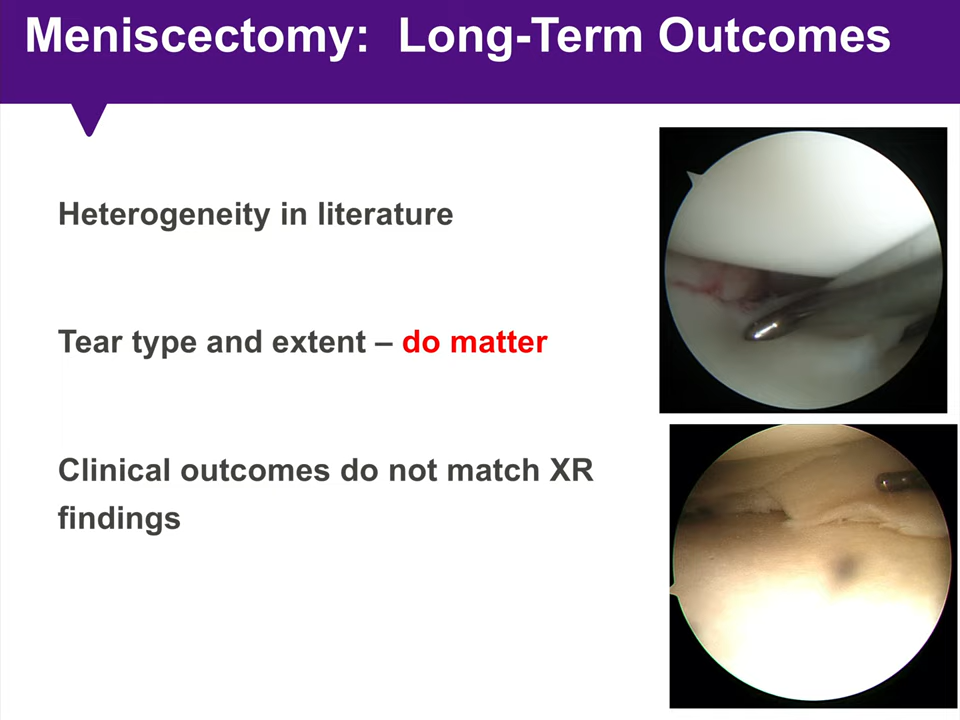 Meniscectomy: Long-Term Outcomes
Heterogeneity in literature
Tear type and extent – do matter
Clinical outcomes do not match XR
findings